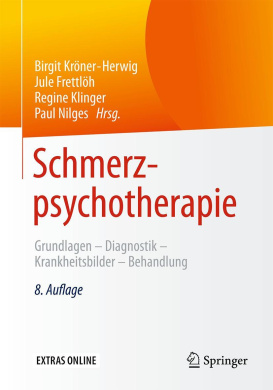 Birgit Kröner-Herwig
Jule Frettlöh
Regine Klinger
Paul Nilges Hrsg.
Schmerz-
psychotherapie
Grundlagen – Diagnostik –
Krankheitsbilder – Behandlung
8. Auflage
EXTRAS ONLINE
Springer